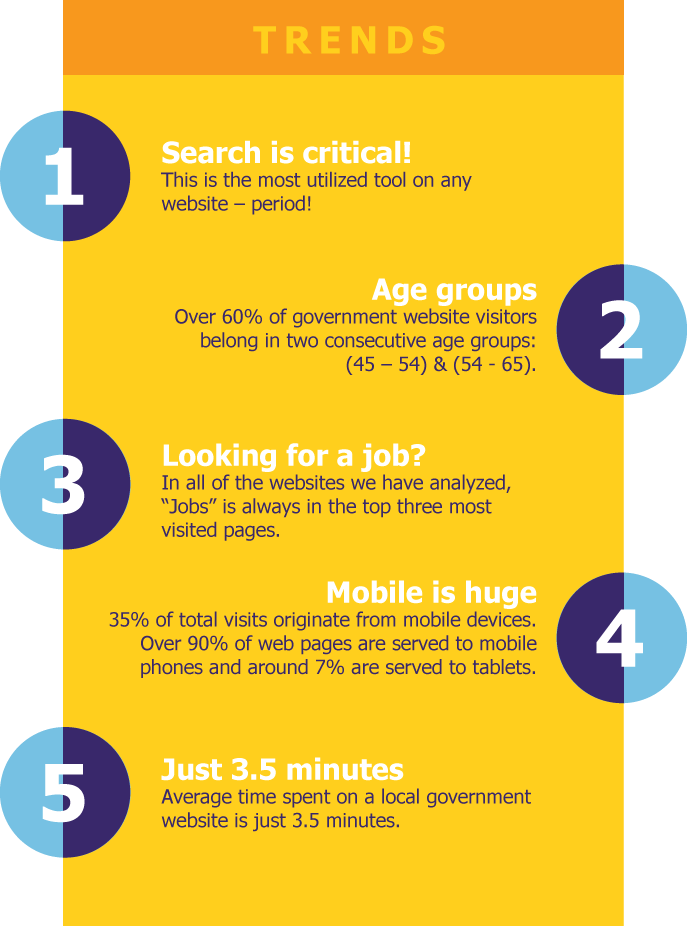 TRENDS
1
Search is critical!
This is the most utilized tool on any
website – period!
2
Age groups
Over 60% of government website visitors
belong in two consecutive age groups:
(45 – 54) & (54 - 65).
3
Looking for a job?
In all of the websites we have analyzed,
“Jobs” is always in the top three most
visited pages.
4
Mobile is huge
35% of total visits originate from mobile devices.
Over 90% of web pages are served to mobile
phones and around 7% are served to tablets.
5
Just 3.5 minutes
Average time spent on a local government
website is just 3.5 minutes.